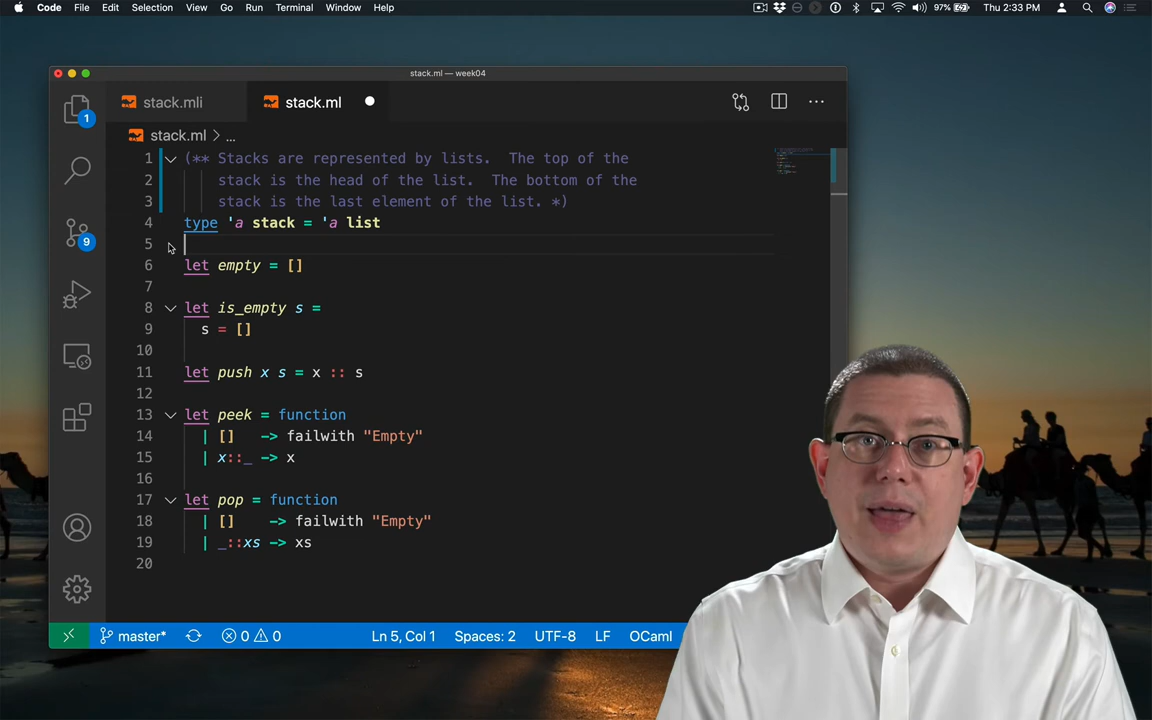 Code File Edit Selection View Go Run Terminal Window Help 97% Thu 2:33 PM
stack.ml — week04
stack.mli stack.ml
stack.ml > ...
1 (** Stacks are represented by lists. The top of the
2 stack is the head of the list. The bottom of the
3 stack is the last element of the list. *)
4 type 'a stack = 'a list
5
6 let empty = []
7
8 let is_empty s =
9 s = []
10
11 let push x s = x :: s
12
13 let peek = function
14 | [] -> failwith "Empty"
15 | x::_ -> x
16
17 let pop = function
18 | [] -> failwith "Empty"
19 | _::xs -> xs
20
1
9
master* 0 0 Ln 5, Col 1 Spaces: 2 UTF-8 LF OCaml